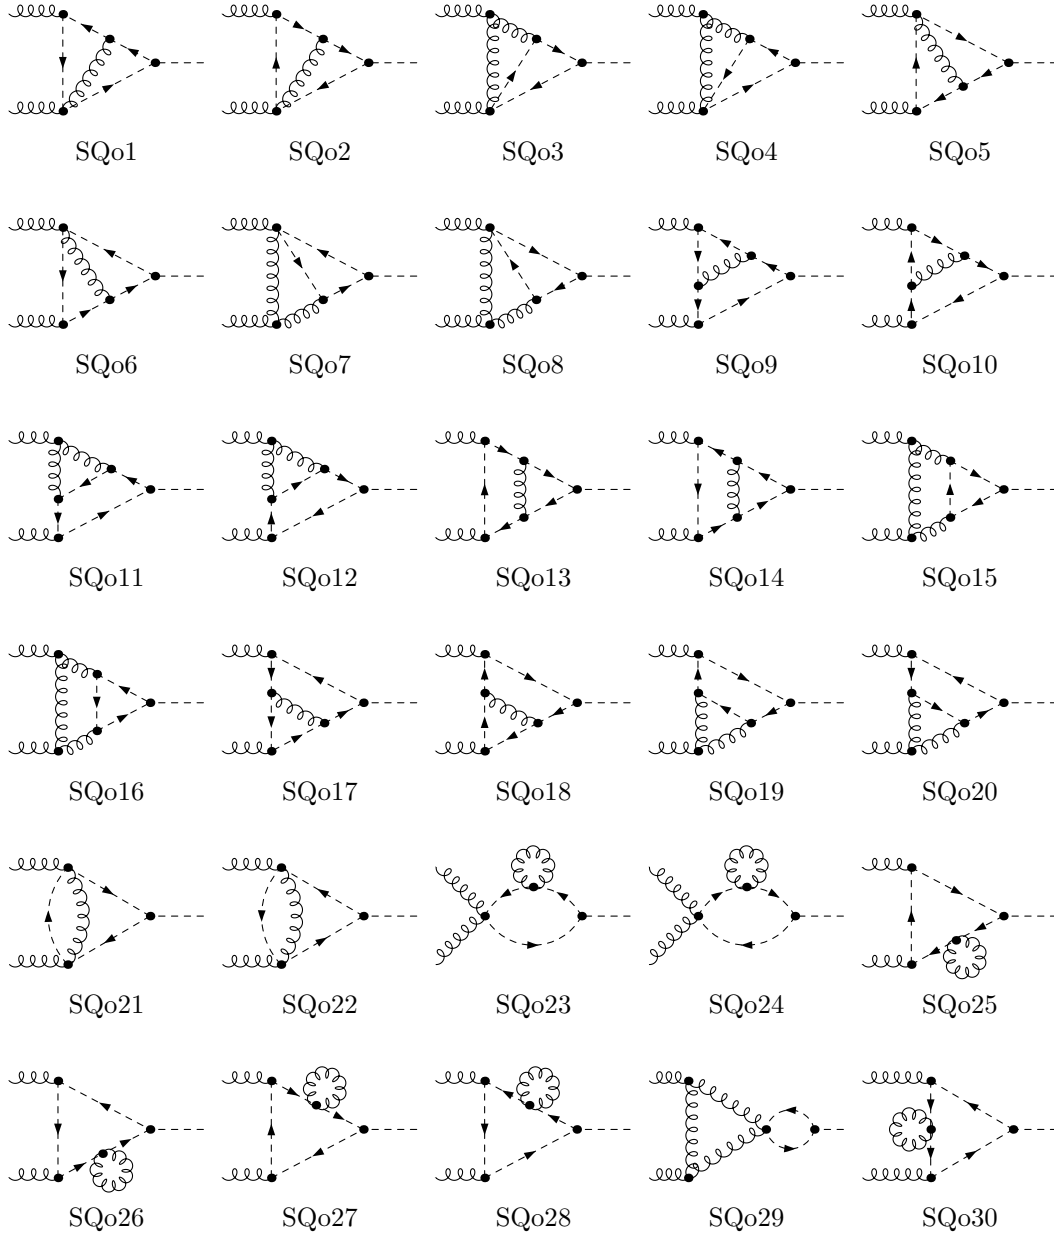 SQo1 SQo2 SQo3 SQo4 SQo5
SQo6 SQo7 SQo8 SQo9 SQo10
SQo11 SQo12 SQo13 SQo14 SQo15
SQo16 SQo17 SQo18 SQo19 SQo20
SQo21 SQo22 SQo23 SQo24 SQo25
SQo26 SQo27 SQo28 SQo29 SQo30